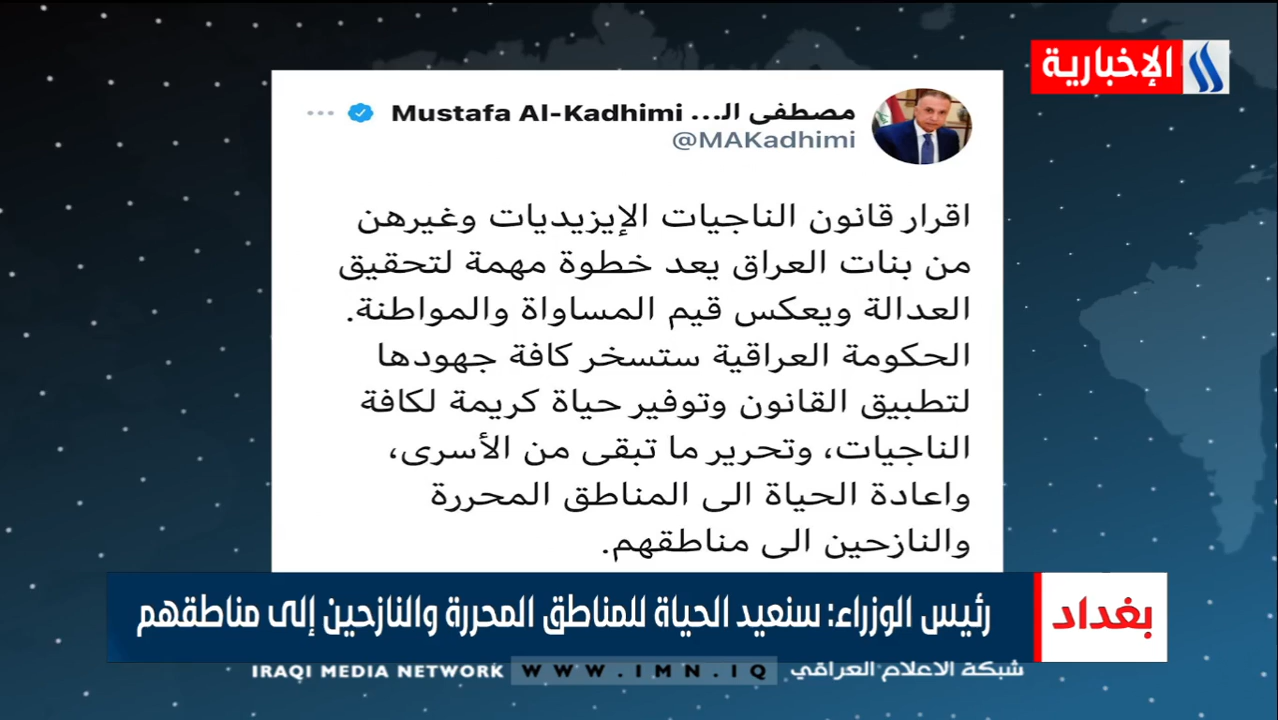 الإخبارية
مصطفى الـ... Mustafa Al-Kadhimi
@MAKadhimi
اقرار قانون الناجيات الإيزيديات وغيرهن
من بنات العراق يعد خطوة مهمة لتحقيق
العدالة ويعكس قيم المساواة والمواطنة.
الحكومة العراقية ستسخر كافة جهودها
لتطبيق القانون وتوفير حياة كريمة لكافة
الناجيات، وتحرير ما تبقى من الأسرى،
واعادة الحياة الى المناطق المحررة
والنازحين الى مناطقهم.
بغداد
رئيس الوزراء: سنعيد الحياة للمناطق المحررة والنازحين إلى مناطقهم
IRAQI MEDIA NETWORK WWW.IMN.IQ شبكة الاعلام العراقي